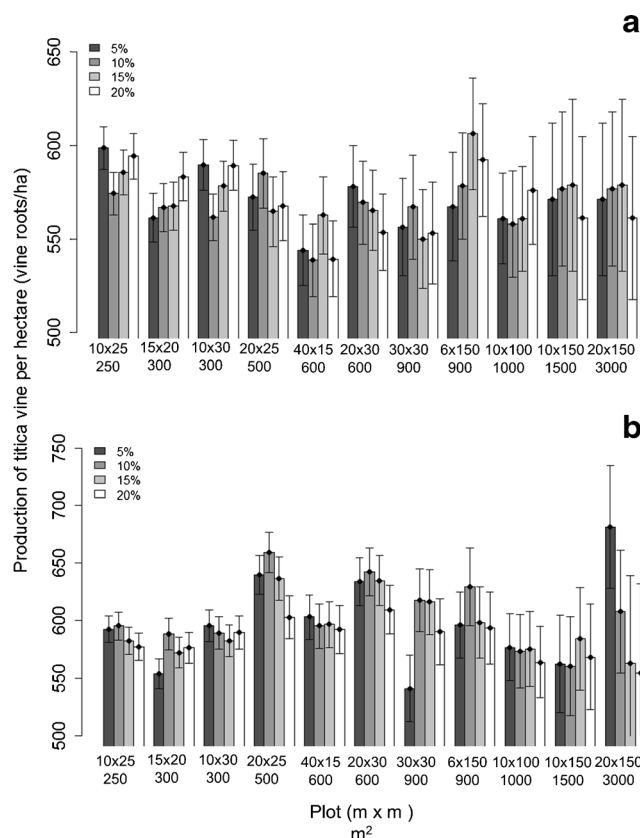 a
650
600
550
500
5%
10%
15%
20%
10x25 15x20 10x30 20x25 40x15 20x30 30x30 6x150 10x100 10x150 20x150
250 300 300 500 600 600 900 900 1000 1500 3000
Production of titica vine per hectare (vine roots/ha)
b
750
700
650
600
550
500
5%
10%
15%
20%
10x25 15x20 10x30 20x25 40x15 20x30 30x30 6x150 10x100 10x150 20x150
250 300 300 500 600 600 900 900 1000 1500 3000
Plot (m x m )
m²